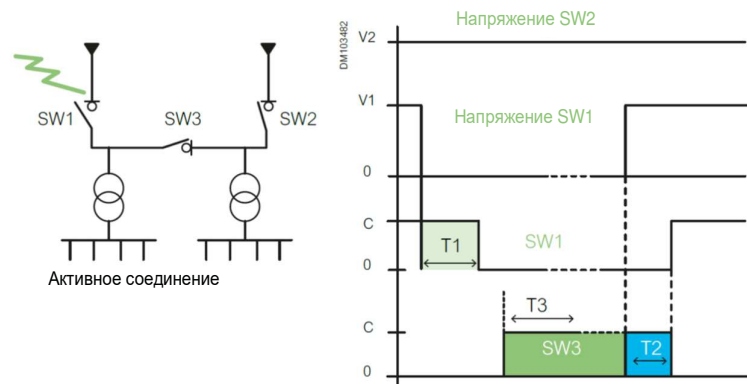 SW1
SW3
SW2
Активное соединение
DM103482
Напряжение SW2
V2
V1
Напряжение SW1
0
C
T1
SW1
0
T3
C
SW3
T2
0